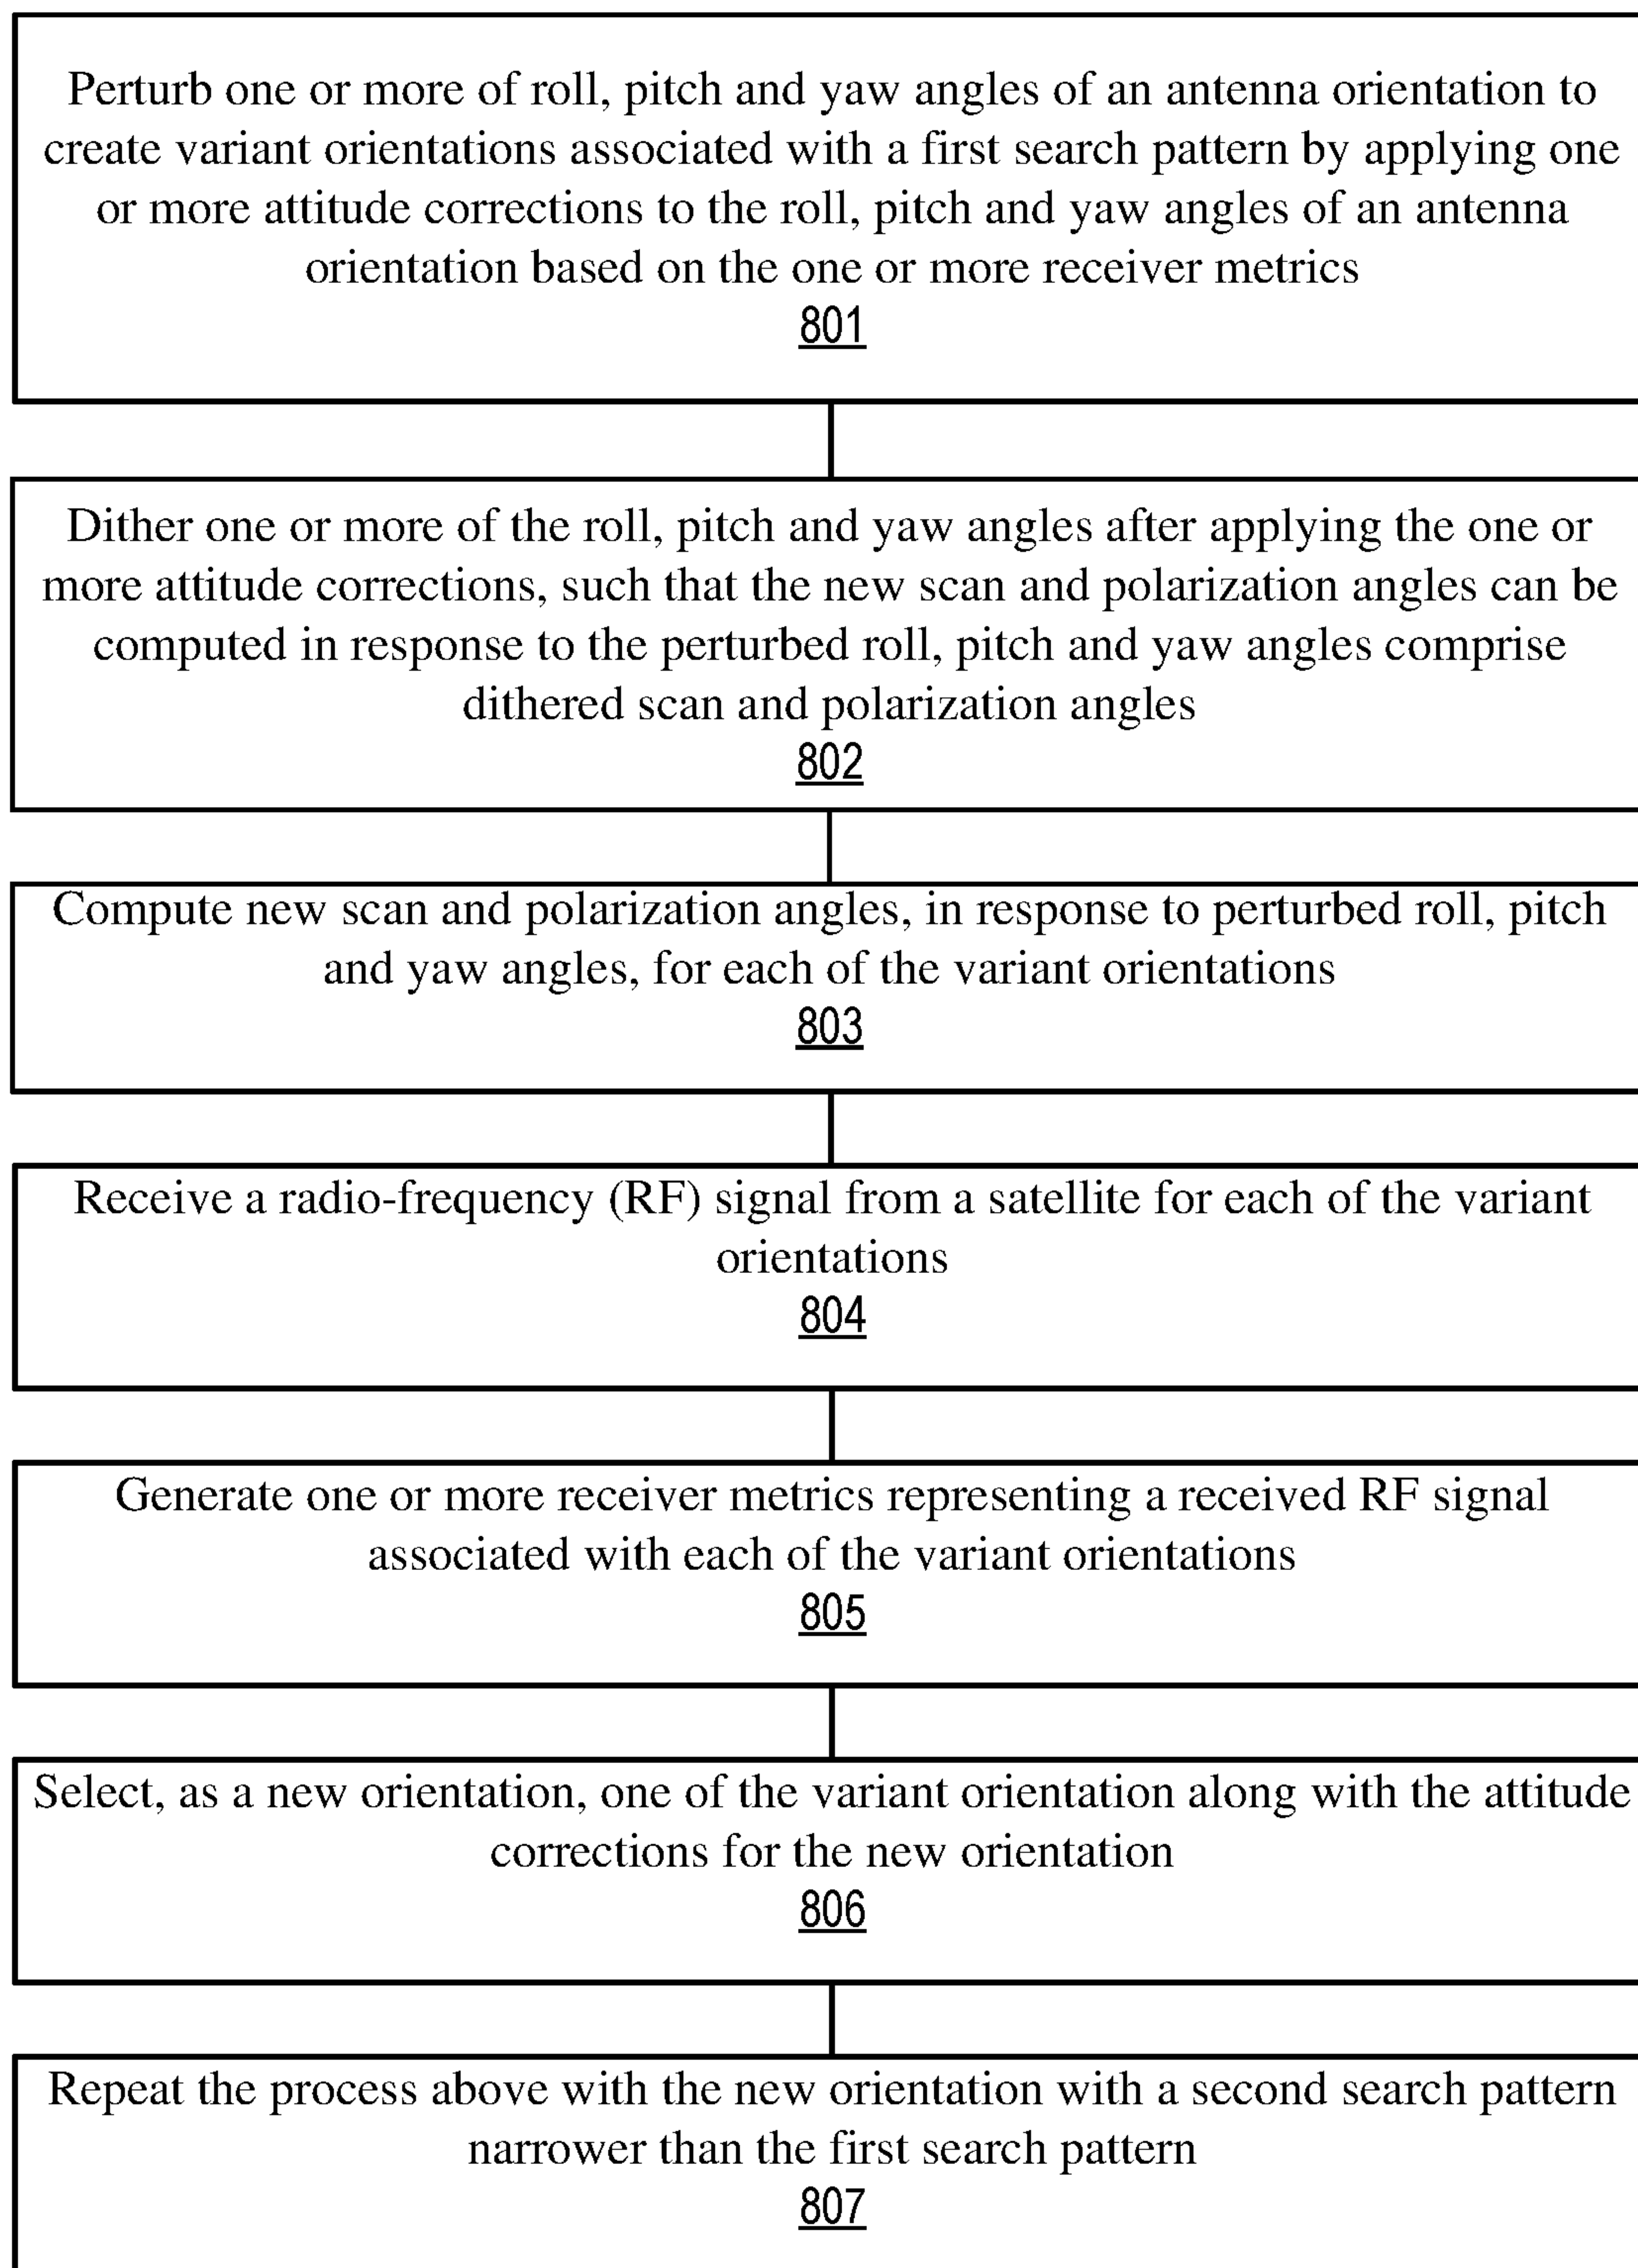 Perturb one or more of roll, pitch and yaw angles of an antenna orientation to
create variant orientations associated with a first search pattern by applying one
or more attitude corrections to the roll, pitch and yaw angles of an antenna
orientation based on the one or more receiver metrics
801
Dither one or more of the roll, pitch and yaw angles after applying the one or
more attitude corrections, such that the new scan and polarization angles can be
computed in response to the perturbed roll, pitch and yaw angles comprise
dithered scan and polarization angles
802
Compute new scan and polarization angles, in response to perturbed roll, pitch
and yaw angles, for each of the variant orientations
803
Receive a radio-frequency (RF) signal from a satellite for each of the variant
orientations
804
Generate one or more receiver metrics representing a received RF signal
associated with each of the variant orientations
805
Select, as a new orientation, one of the variant orientation along with the attitude
corrections for the new orientation
806
Repeat the process above with the new orientation with a second search pattern
narrower than the first search pattern
807